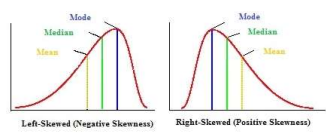 Mode
Median
Mean
Left-Skewed (Negative Skewness)
Mode
Median
Mean
Right-Skewed (Positive Skewness)